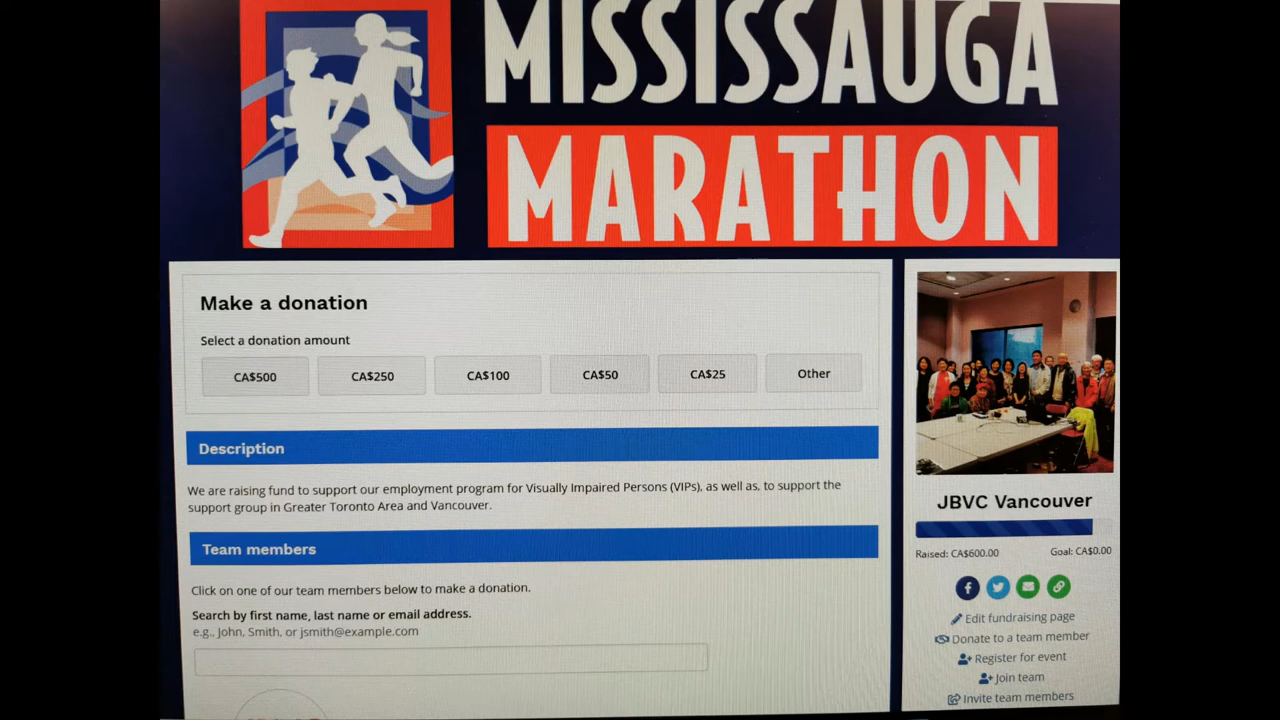 MISSISSAUGA
MARATHON
Make a donation
Select a donation amount
CA$500 CA$250 CA$100 CA$50 CA$25 Other
Description
We are raising fund to support our employment program for Visually Impaired Persons (VIPs), as well as, to support the
support group in Greater Toronto Area and Vancouver.
Team members
Click on one of our team members below to make a donation.
Search by first name, last name or email address.
e.g., John, Smith, or jsmith@example.com
JBVC Vancouver
Raised: CA$600.00 Goal: CA$0.00
Edit fundraising page
Donate to a team member
Register for event
Join team
Invite team members